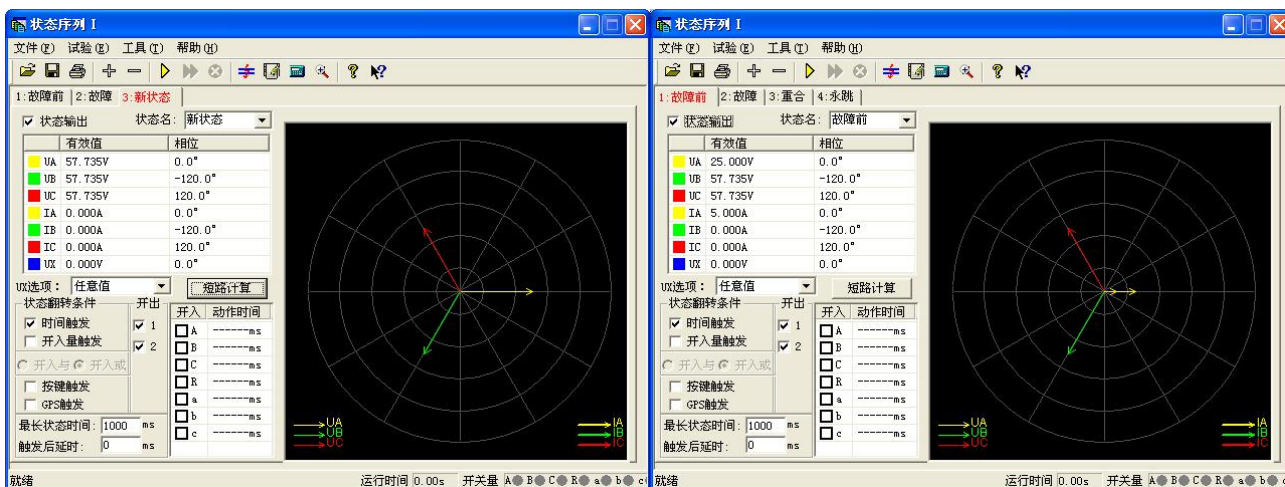 状态序列 I
文件(F) 试验(E) 工具(T) 帮助(H)
1:故障前 2:故障 3:新状态
状态输出 状态名: 新状态
有效值 相位
UA 57.735V 0.0°
UB 57.735V -120.0°
UC 57.735V 120.0°
IA 0.000A 0.0°
IB 0.000A -120.0°
IC 0.000A 120.0°
UX 0.000V 0.0°
UX选项: 任意值 短路计算
状态翻转条件 开出 开入 动作时间
时间触发 1 A ------ms
开入量触发 2 B ------ms
开入与 开入或 C ------ms
按键触发 R ------ms
GPS触发 a ------ms
最长状态时间: 1000 ms b ------ms
触发后延时: 0 ms c ------ms
UA IA
UB IB
UC IC
就绪 运行时间 0.00s 开关量 A B C R a b c
状态序列 I
文件(F) 试验(E) 工具(T) 帮助(H)
1:故障前 2:故障 3:重合 4:永跳
状态输出 状态名: 故障前
有效值 相位
UA 25.000V 0.0°
UB 57.735V -120.0°
UC 57.735V 120.0°
IA 5.000A 0.0°
IB 0.000A -120.0°
IC 0.000A 120.0°
UX 0.000V 0.0°
UX选项: 任意值 短路计算
状态翻转条件 开出 开入 动作时间
时间触发 1 A ------ms
开入量触发 2 B ------ms
开入与 开入或 C ------ms
按键触发 R ------ms
GPS触发 a ------ms
最长状态时间: 1000 ms b ------ms
触发后延时: 0 ms c ------ms
UA IA
UB IB
UC IC
就绪 运行时间 0.00s 开关量 A B C R a b